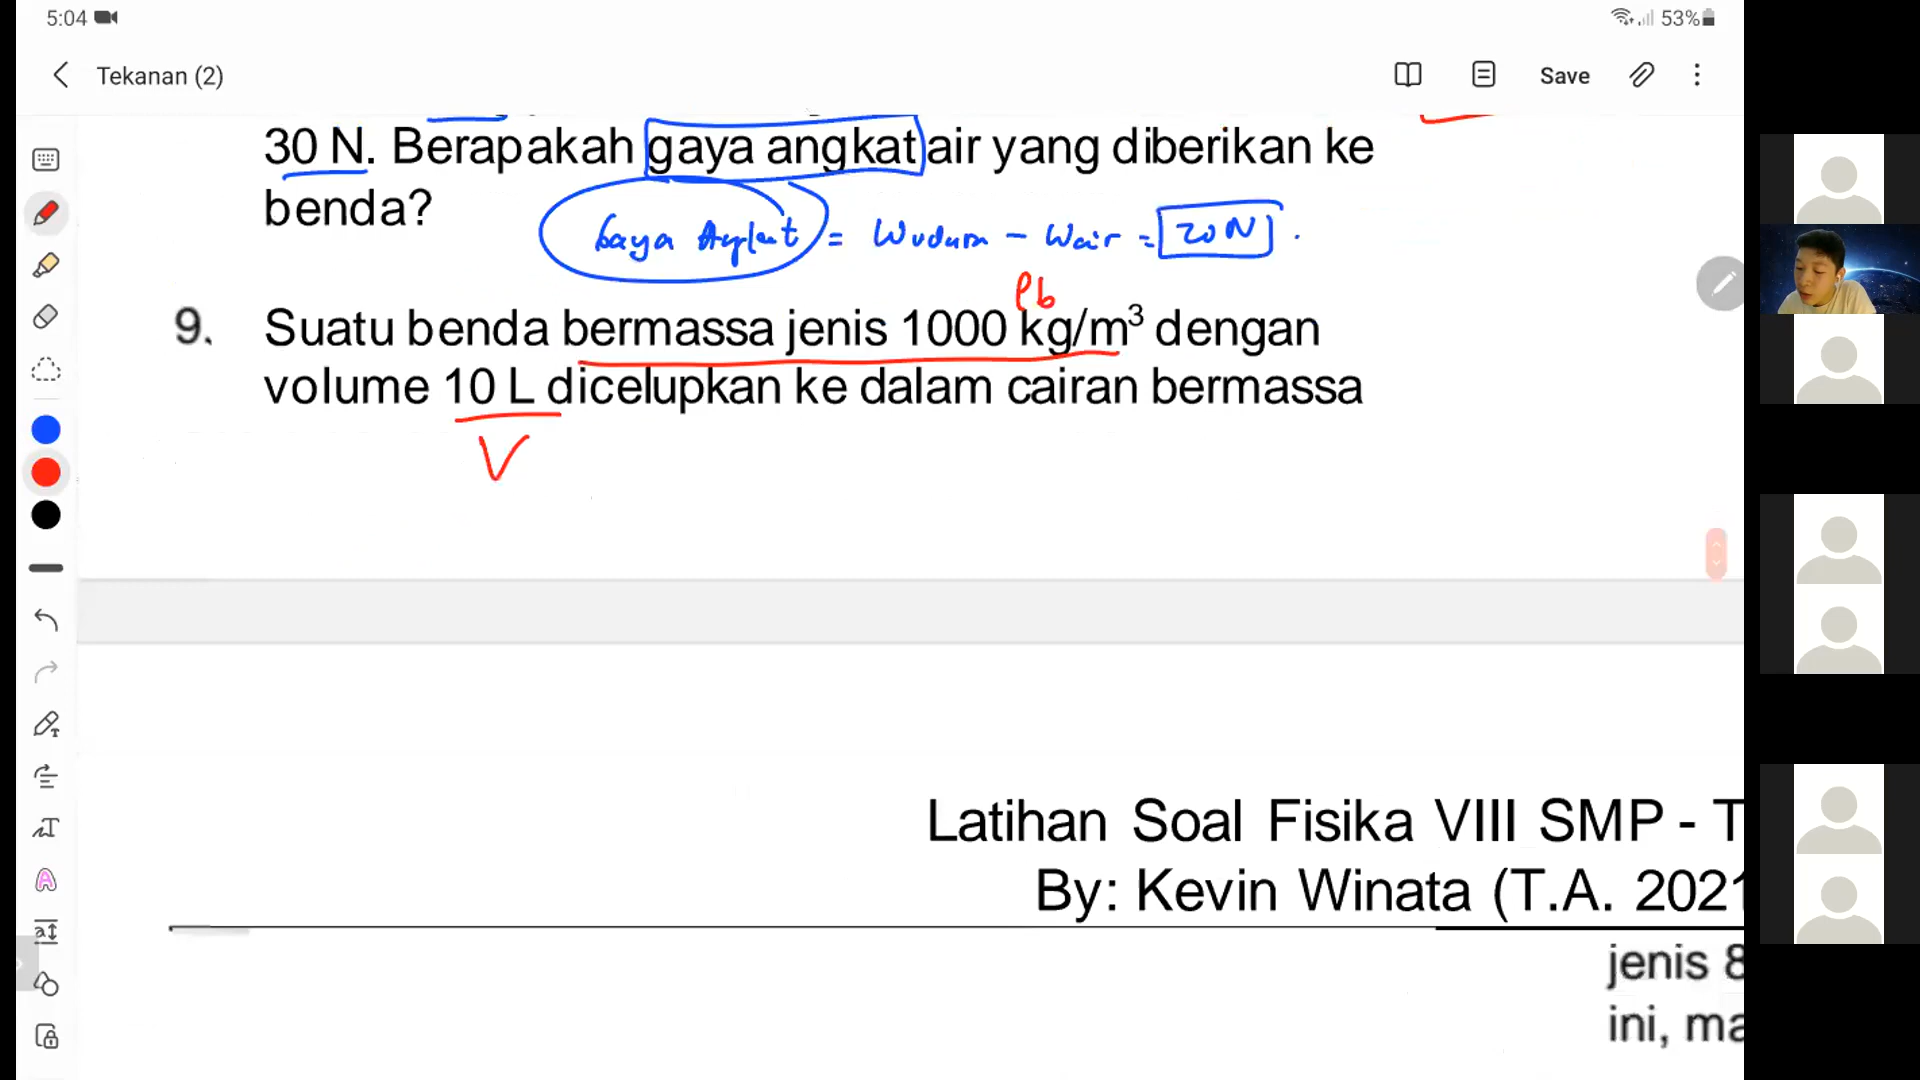 5:04
53%
Tekanan (2)
Save
30 N. Berapakah gaya angkat air yang diberikan ke
benda?
Gaya Angkat = Wudara - Wair = 20 N.
ρb
9. Suatu benda bermassa jenis 1000 kg/m³ dengan
volume 10 L dicelupkan ke dalam cairan bermassa
V
Latihan Soal Fisika VIII SMP - T
By: Kevin Winata (T.A. 2021
jenis 8
ini, ma